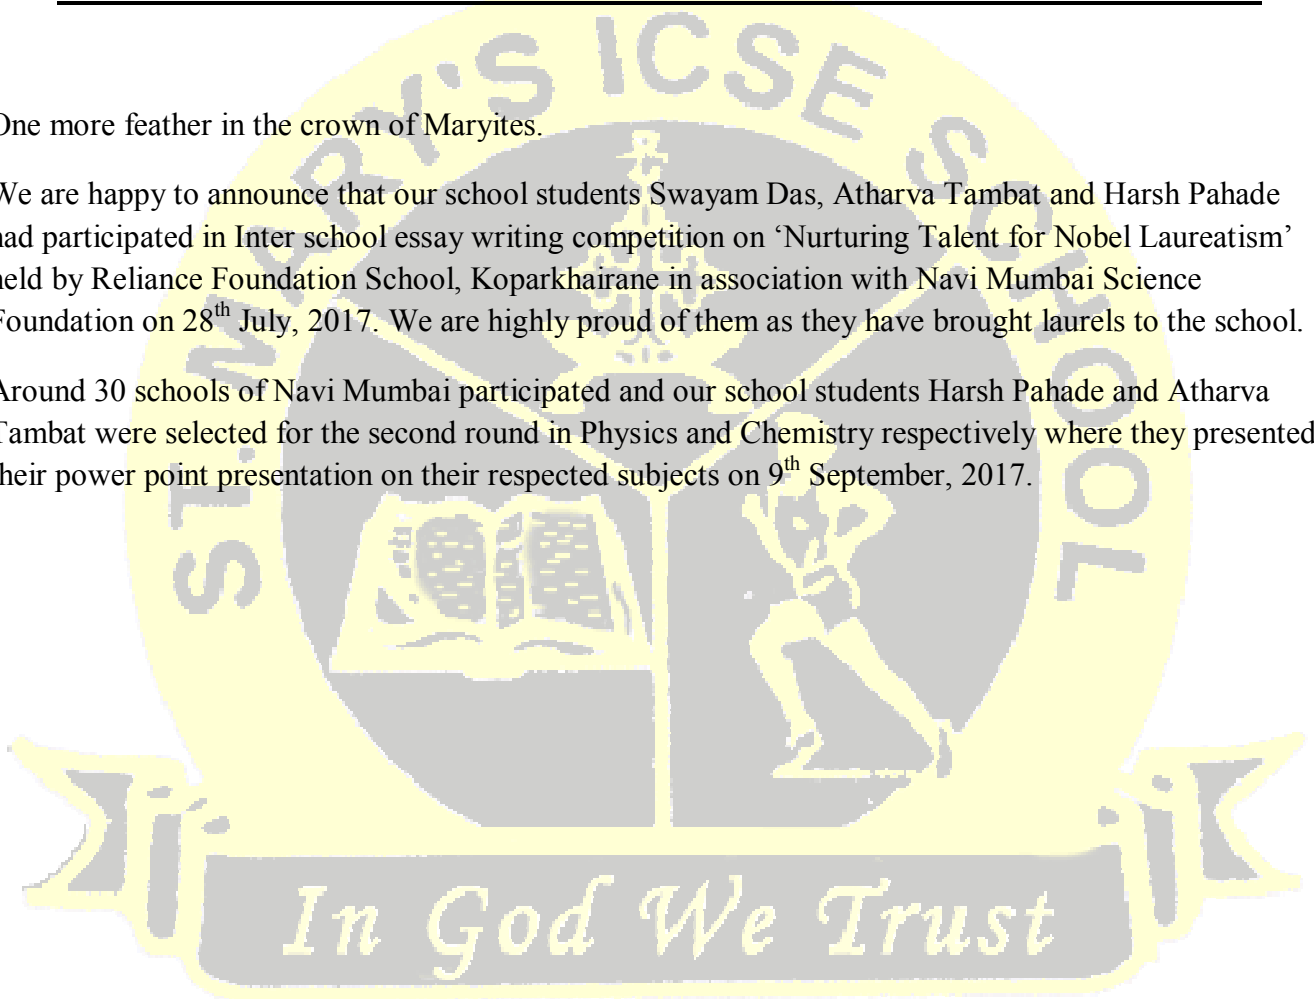 ST. MARY'S ICSE SCHOOL
One more feather in the crown of Maryites.
We are happy to announce that our school students Swayam Das, Atharva Tambat and Harsh Pahade
had participated in Inter school essay writing competition on ‘Nurturing Talent for Nobel Laureatism’
held by Reliance Foundation School, Koparkhairane in association with Navi Mumbai Science
Foundation on 28th July, 2017. We are highly proud of them as they have brought laurels to the school.
Around 30 schools of Navi Mumbai participated and our school students Harsh Pahade and Atharva
Tambat were selected for the second round in Physics and Chemistry respectively where they presented
their power point presentation on their respected subjects on 9th September, 2017.
In God We Trust